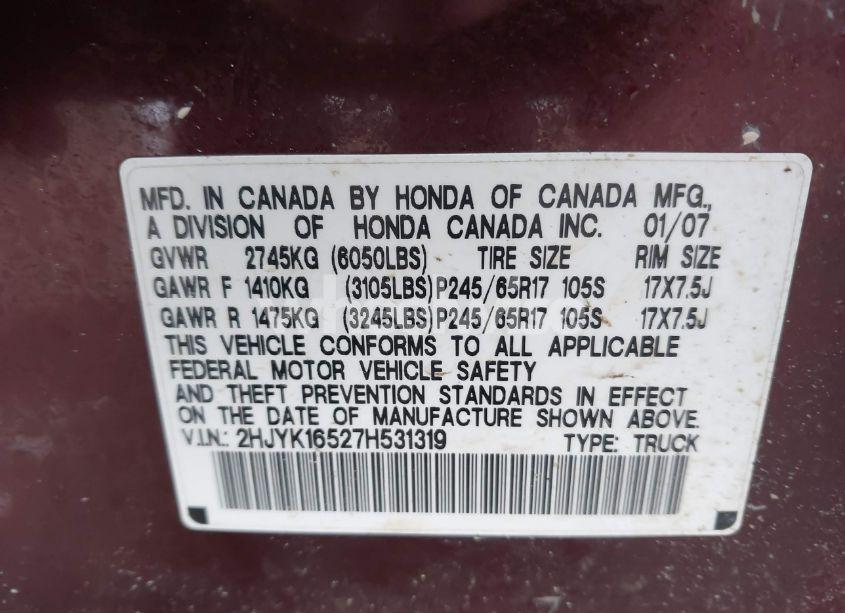 MFD. IN CANADA BY HONDA OF CANADA MFG.,
A DIVISION OF HONDA CANADA INC. 01/07
GVWR 2745KG (6050LBS) TIRE SIZE RIM SIZE
GAWR F 1410KG (3105LBS)P245/65R17 105S 17X7.5J
GAWR R 1475KG (3245LBS)P245/65R17 105S 17X7.5J
THIS VEHICLE CONFORMS TO ALL APPLICABLE
FEDERAL MOTOR VEHICLE SAFETY
AND THEFT PREVENTION STANDARDS IN EFFECT
ON THE DATE OF MANUFACTURE SHOWN ABOVE.
V.I.N.: 2HJYK16527H531319 TYPE: TRUCK